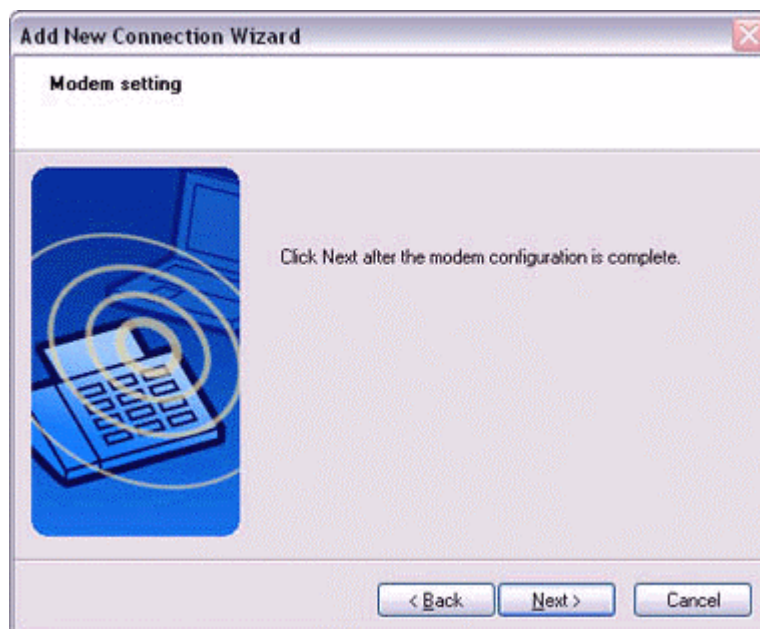 Add New Connection Wizard
Modem setting
Click Next after the modem configuration is complete.
< Back
Next >
Cancel